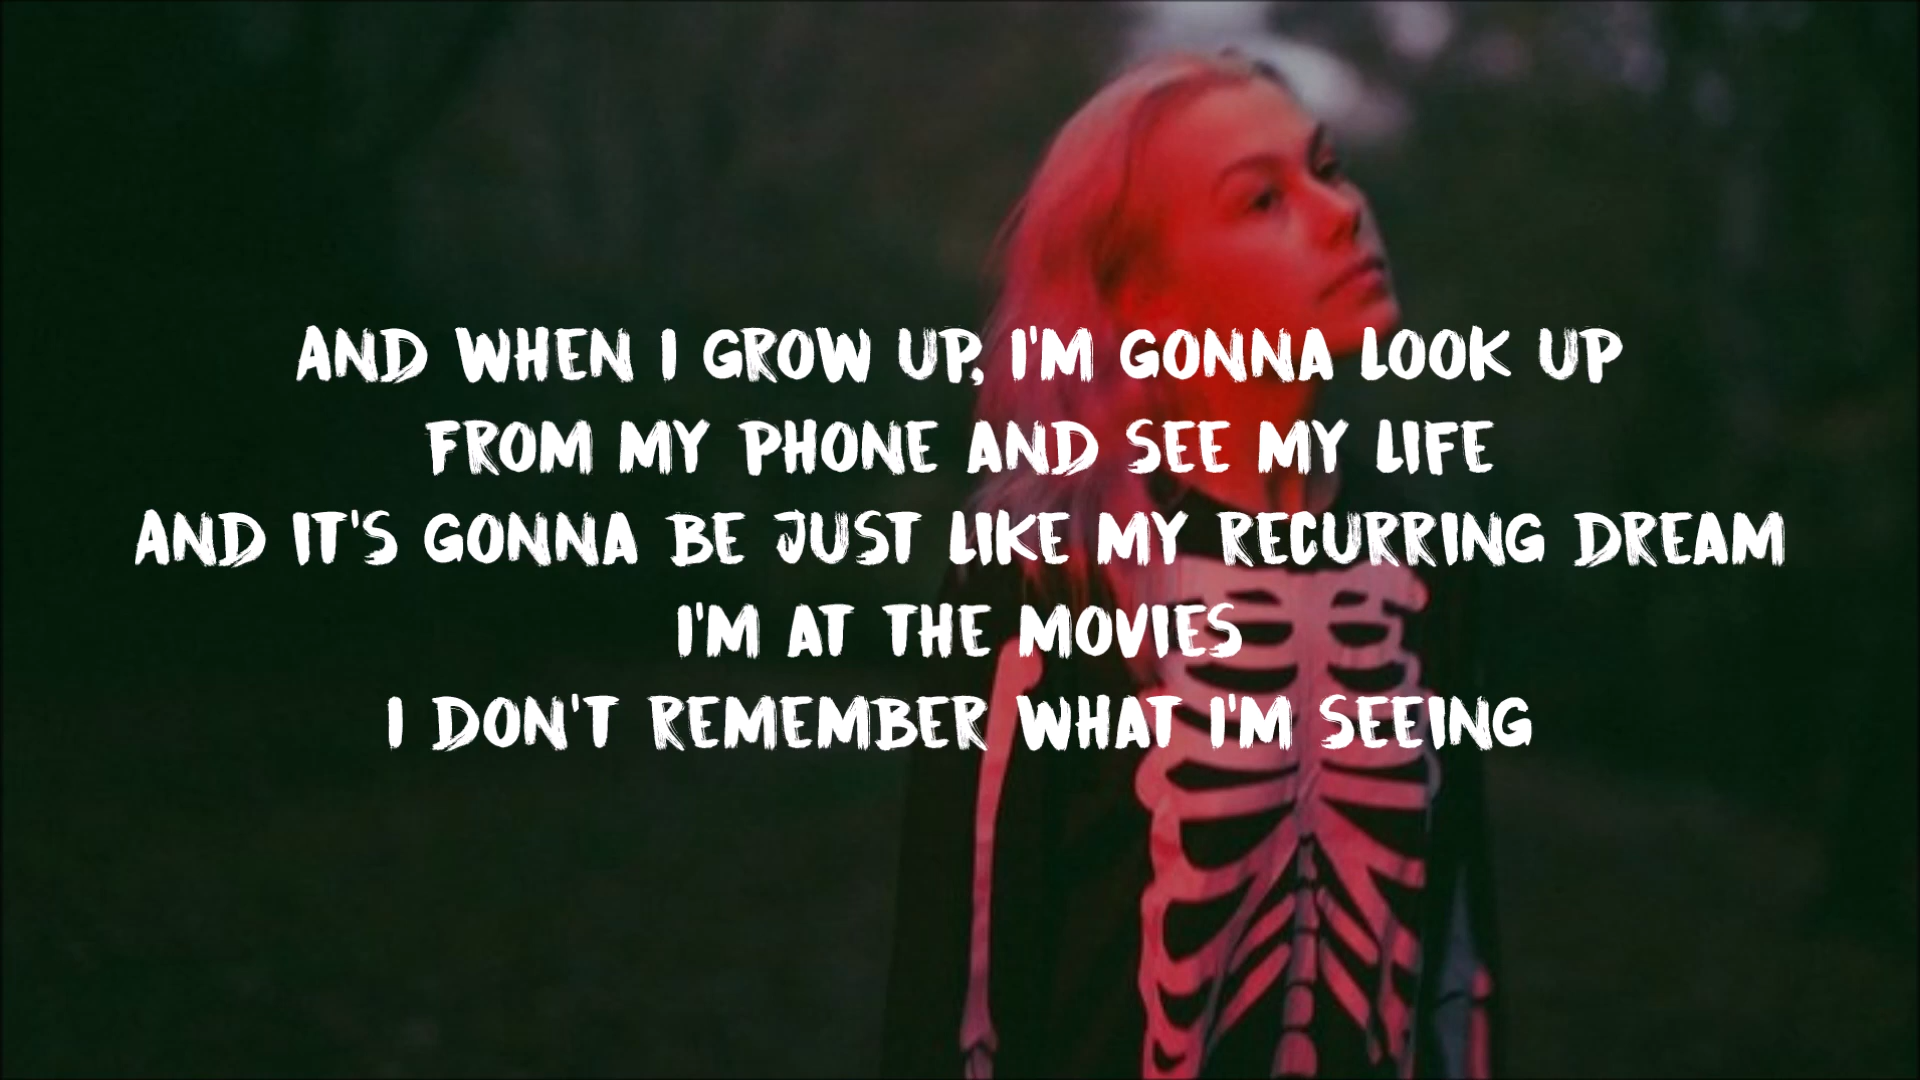 AND WHEN I GROW UP, I'M GONNA LOOK UP
FROM MY PHONE AND SEE MY LIFE
AND IT'S GONNA BE JUST LIKE MY RECURRING DREAM
I'M AT THE MOVIES
I DON'T REMEMBER WHAT I'M SEEING